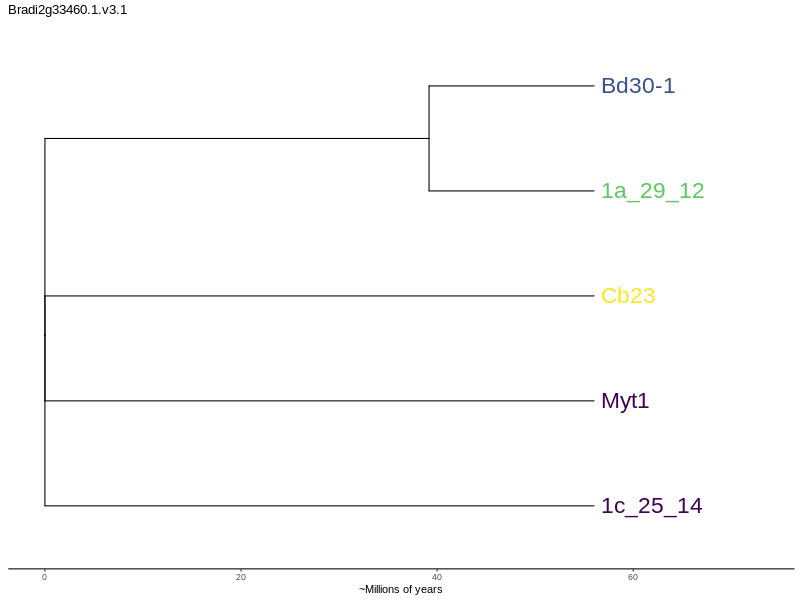 Bradi2g33460.1.v3.1
Bd30-1
1a_29_12
Cb23
Myt1
1c_25_14
0 20 40 60
~Millions of years